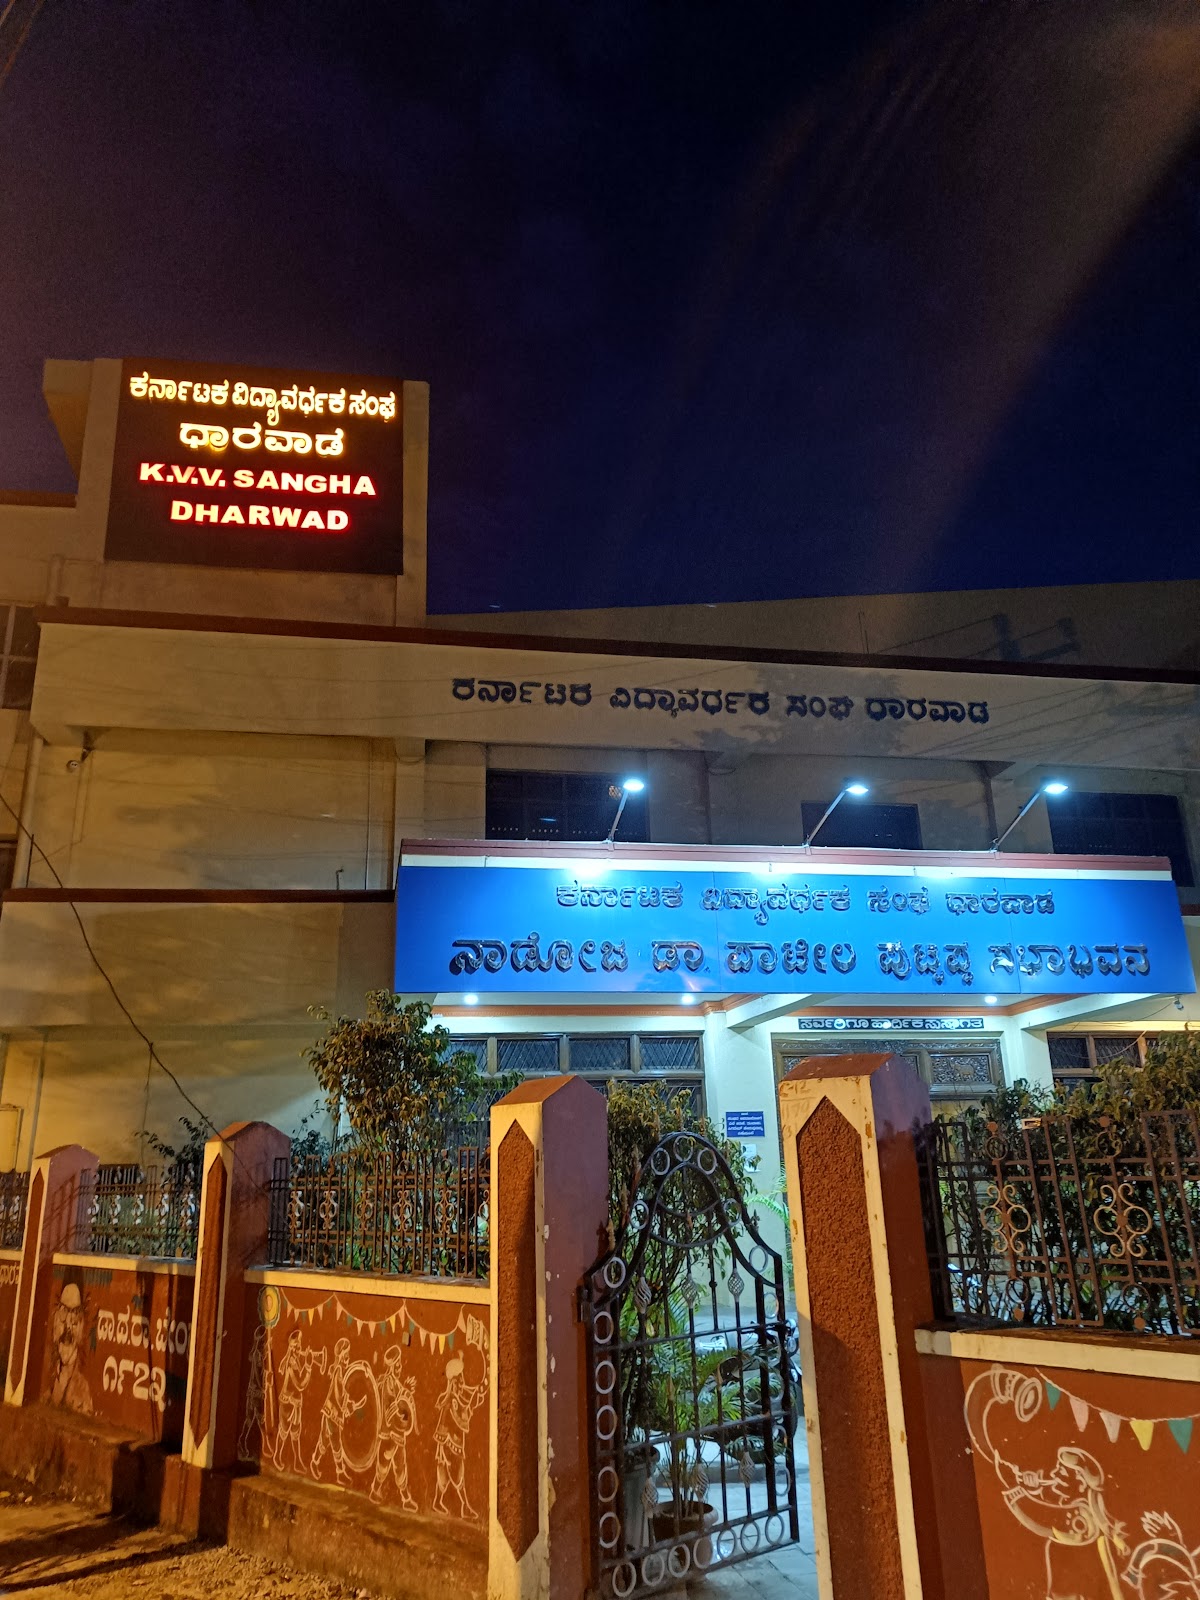 ಕರ್ನಾಟಕ ವಿದ್ಯಾವರ್ಧಕ ಸಂಘ
ಧಾರವಾಡ
K.V.V. SANGHA
DHARWAD
ಕರ್ನಾಟಕ ವಿದ್ಯಾವರ್ಧಕ ಸಂಘ ಧಾರವಾಡ
ಕರ್ನಾಟಕ ವಿದ್ಯಾವರ್ಧಕ ಸಂಘ ಧಾರವಾಡ
ನಾಡೋಜ ಡಾ. ಪಾಟೀಲ ಪುಟ್ಟಪ್ಪ ಸಭಾಭವನ
ಸರ್ವರಿಗೂ ಹಾರ್ದಿಕ ಸುಸ್ವಾಗತ
ಡಾ.ದ.ರಾ.ಬೇಂ
೧೯೭೩